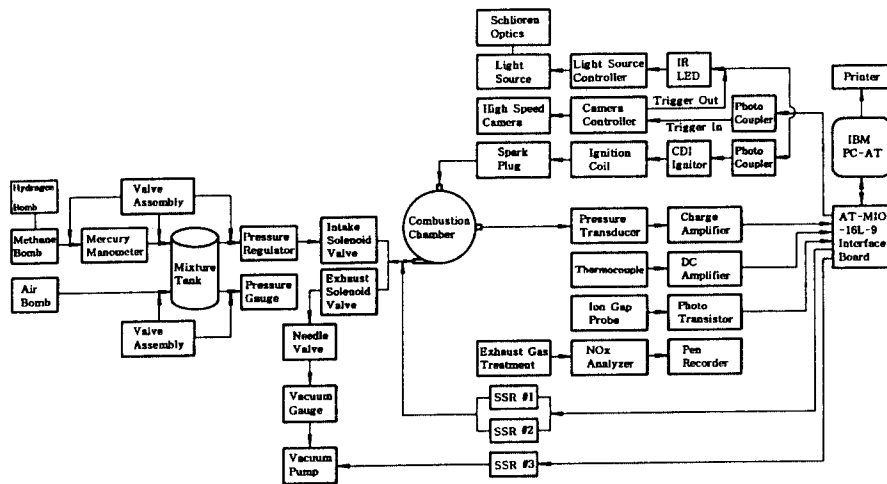 Schlioren
Optics
Light
Source
Light Source
Controller
IR
LED
Printer
High Speed
Camera
Camera
Controller
Trigger Out
Trigger In
Photo
Coupler
IBM
PC-AT
Spark
Plug
Ignition
Coil
CDI
Ignitor
Photo
Coupler
Hydrogen
Bomb
Valve
Assembly
Methane
Bomb
Mercury
Manometer
Mixture
Tank
Pressure
Regulator
Intake
Solenoid
Valve
Combustion
Chamber
Pressure
Transducer
Charge
Amplifier
AT-MIO
-16L-9
Interface
Board
Air
Bomb
Pressure
Gauge
Exhaust
Solenoid
Valve
Thermocouple
DC
Amplifier
Valve
Assembly
Needle
Valve
Ion Gap
Probe
Photo
Transistor
Exhaust Gas
Treatment
NOx
Analyzer
Pen
Recorder
Vacuum
Gauge
SSR #1
SSR #2
Vacuum
Pump
SSR #3